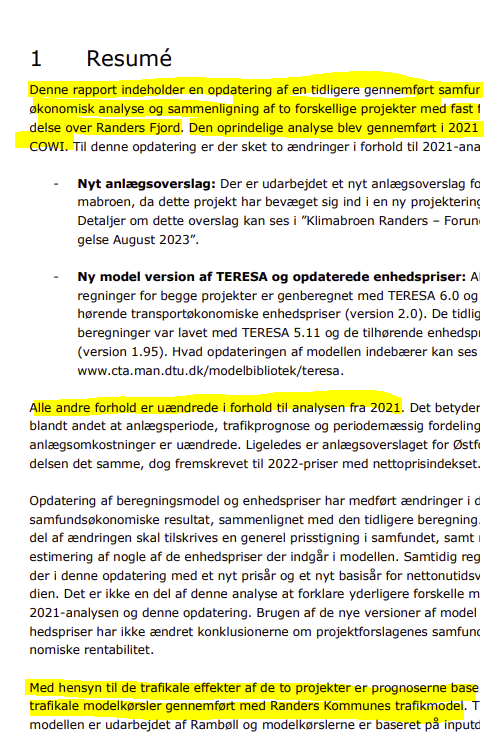 1 Resumé
Denne rapport indeholder en opdatering af en tidligere gennemført samfun
økonomisk analyse og sammenligning af to forskellige projekter med fast f
delse over Randers Fjord. Den oprindelige analyse blev gennemført i 2021
COWI. Til denne opdatering er der sket to ændringer i forhold til 2021-ana
- Nyt anlægsoverslag: Der er udarbejdet et nyt anlægsoverslag fo
mabroen, da dette projekt har bevæget sig ind i en ny projektering
Detaljer om dette overslag kan ses i "Klimabroen Randers – Forun
gelse August 2023".
- Ny model version af TERESA og opdaterede enhedspriser: Al
regninger for begge projekter er genberegnet med TERESA 6.0 og
hørende transportøkonomiske enhedspriser (version 2.0). De tidlig
beregninger var lavet med TERESA 5.11 og de tilhørende enhedspr
(version 1.95). Hvad opdateringen af modellen indebærer kan ses
www.cta.man.dtu.dk/modelbibliotek/teresa.
Alle andre forhold er uændrede i forhold til analysen fra 2021. Det betyder
blandt andet at anlægsperiode, trafikprognose og periodemæssig fordeling
anlægsomkostninger er uændrede. Ligeledes er anlægsoverslaget for Østfo
delsen det samme, dog fremskrevet til 2022-priser med nettoprisindekset.
Opdatering af beregningsmodel og enhedspriser har medført ændringer i d
samfundsøkonomiske resultat, sammenlignet med den tidligere beregning.
del af ændringen skal tilskrives en generel prisstigning i samfundet, samt
estimering af nogle af de enhedspriser der indgår i modellen. Samtidig reg
der i denne opdatering med et nyt prisår og et nyt basisår for nettonutidsv
dien. Det er ikke en del af denne analyse at forklare yderligere forskelle m
2021-analysen og denne opdatering. Brugen af de nye versioner af model
hedspriser har ikke ændret konklusionerne om projektforslagenes samfund
nomiske rentabilitet.
Med hensyn til de trafikale effekter af de to projekter er prognoserne base
trafikale modelkørsler gennemført med Randers Kommunes trafikmodel. T
modellen er udarbejdet af Rambøll og modelkørslerne er baseret på inputd